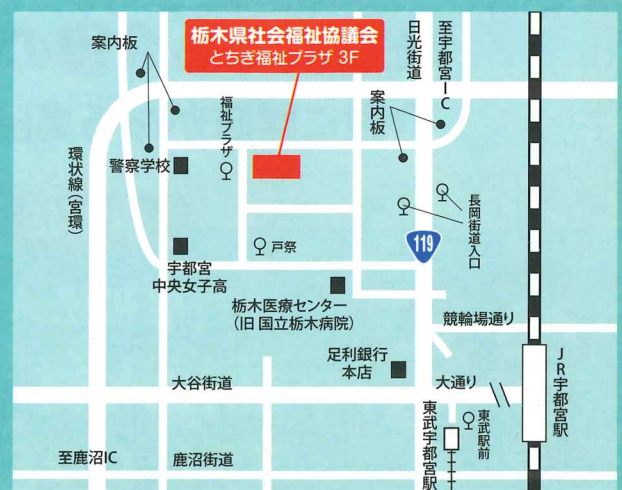 栃木県社会福祉協議会
とちぎ福祉プラザ 3F
案内板
日光街道
至宇都宮IC
福祉プラザ
案内板
環状線(宮環)
警察学校
長岡街道入口
119
戸祭
宇都宮
中央女子高
栃木医療センター
(旧 国立栃木病院)
競輪場通り
足利銀行
本店
大谷街道
大通り
JR宇都宮駅
東武宇都宮駅
東武駅前
至鹿沼IC
鹿沼街道